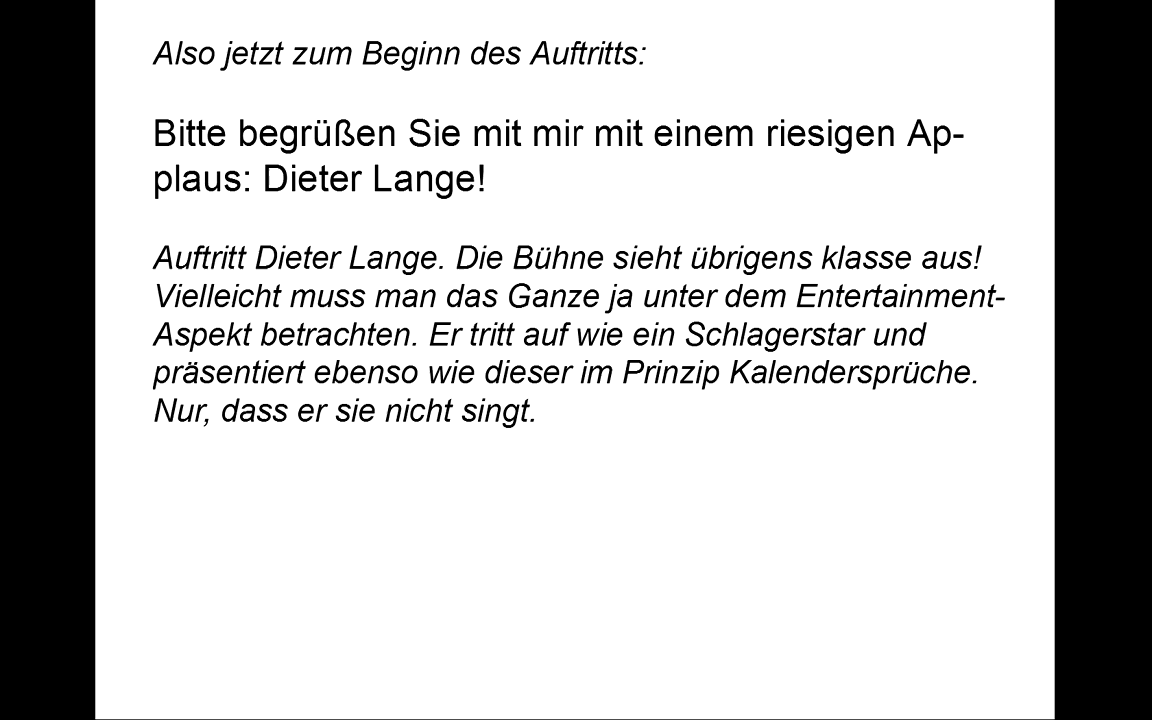 Also jetzt zum Beginn des Auftritts:
Bitte begrüßen Sie mit mir mit einem riesigen Ap-
plaus: Dieter Lange!
Auftritt Dieter Lange. Die Bühne sieht übrigens klasse aus!
Vielleicht muss man das Ganze ja unter dem Entertainment-
Aspekt betrachten. Er tritt auf wie ein Schlagerstar und
präsentiert ebenso wie dieser im Prinzip Kalendersprüche.
Nur, dass er sie nicht singt.